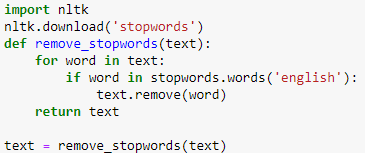 import nltk
nltk.download('stopwords')
def remove_stopwords(text):
    for word in text:
        if word in stopwords.words('english'):
            text.remove(word)
    return text

text = remove_stopwords(text)